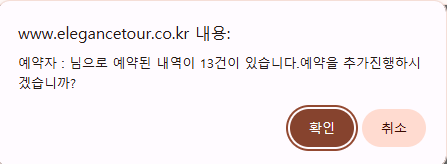 www.elegancetour.co.kr 내용:
예약자 : 님으로 예약된 내역이 13건이 있습니다.예약을 추가진행하시
겠습니까?
확인
취소